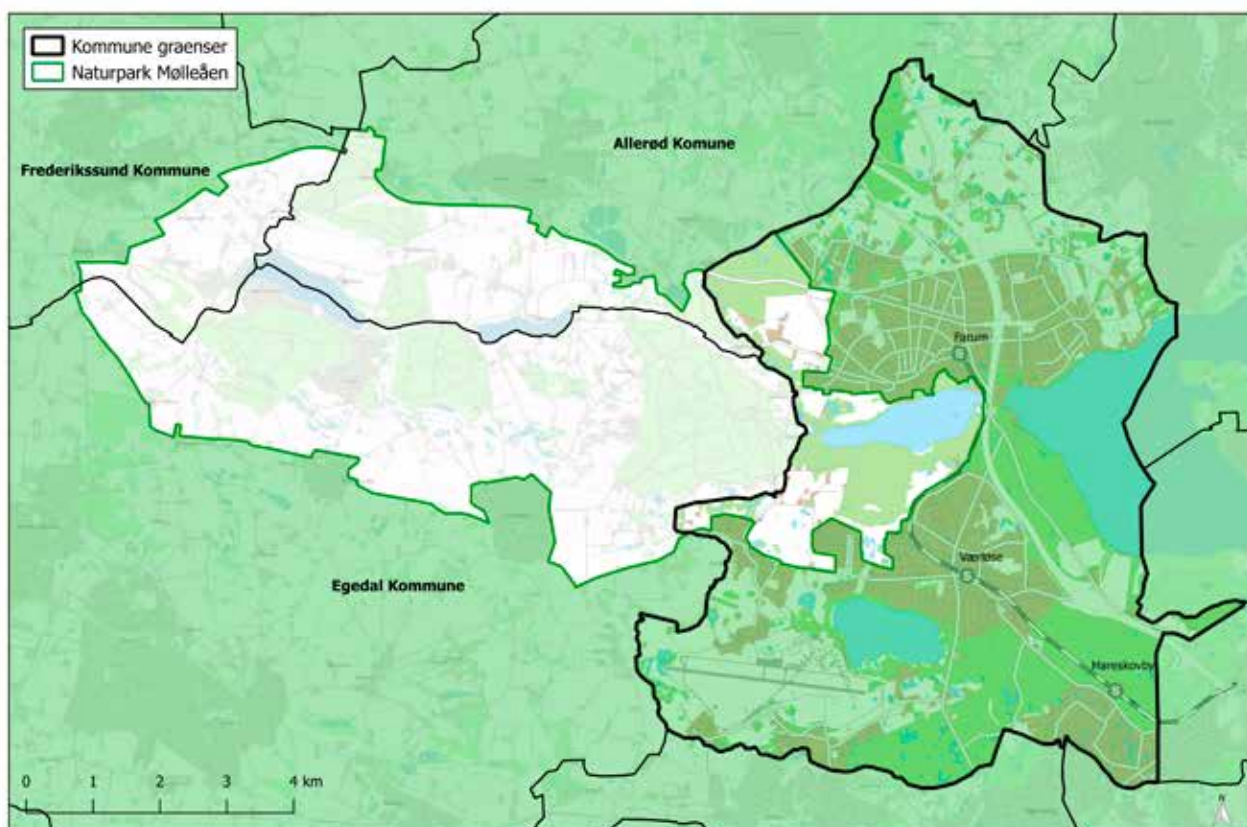 Kommune graenser
Naturpark Mølleåen
Allerød Komune
Frederikssund Kommune
Farum
Egedal Kommune
Værløse
Hareskovby
0 1 2 3 4 km
N